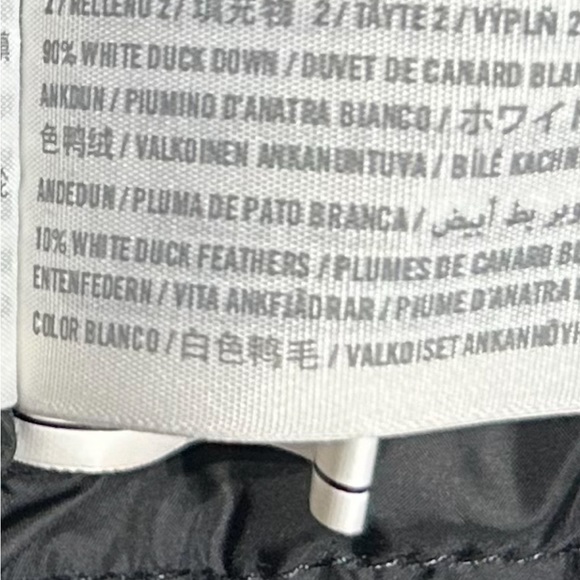 2/RELLENO 2/填充物 2/TÄYTE 2/VÝPLŇ 2
90% WHITE DUCK DOWN / DUVET DE CANARD BLA
ANKDUN / PIUMINO D'ANATRA BIANCO / ホワイ
色鸭绒 / VALKOINEN ANKANUNTUVA / BÍLÉ KACHN
ANDEDUN / PLUMA DE PATO BRANCA / بط أبيض
10% WHITE DUCK FEATHERS / PLUMES DE CANARD B
ENTENFEDERN / VITA ANKFJÄDRAR / PIUME D'ANATRA
COLOR BLANCO / 白色鸭毛 / VALKOISET ANKANHÖY